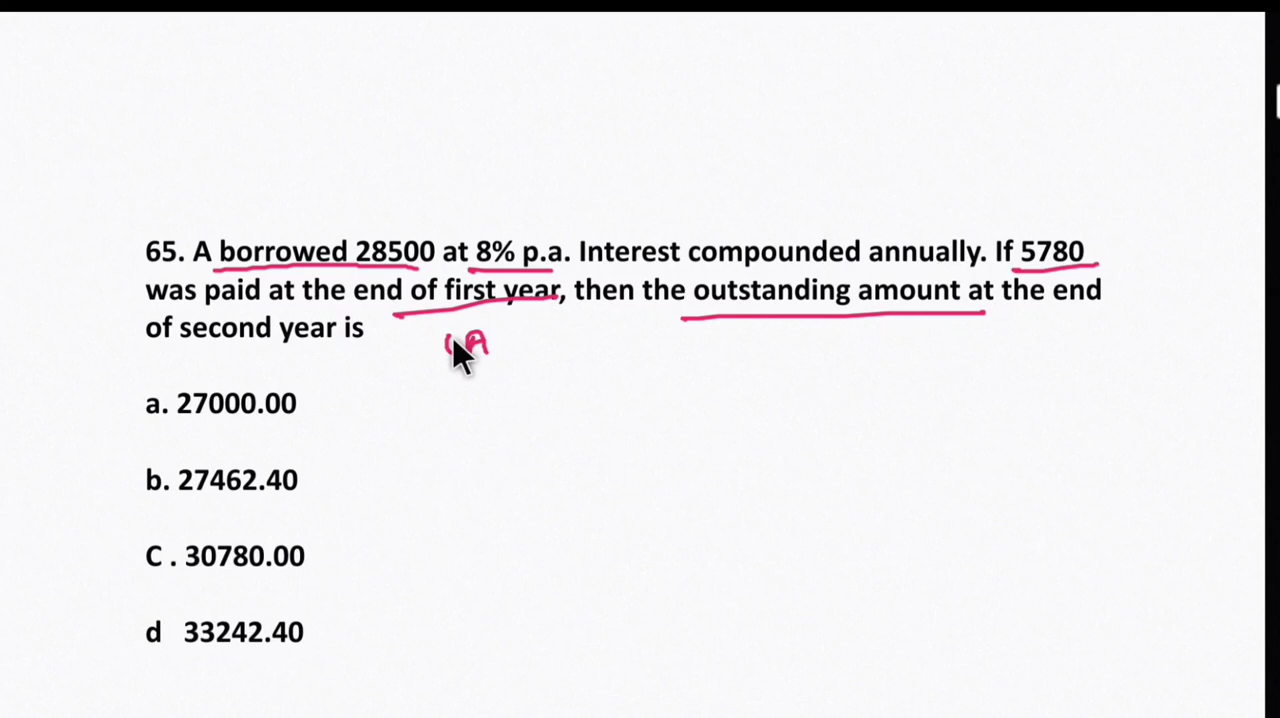 65. A borrowed 28500 at 8% p.a. Interest compounded annually. If 5780
was paid at the end of first year, then the outstanding amount at the end
of second year is
a. 27000.00
b. 27462.40
C . 30780.00
d 33242.40